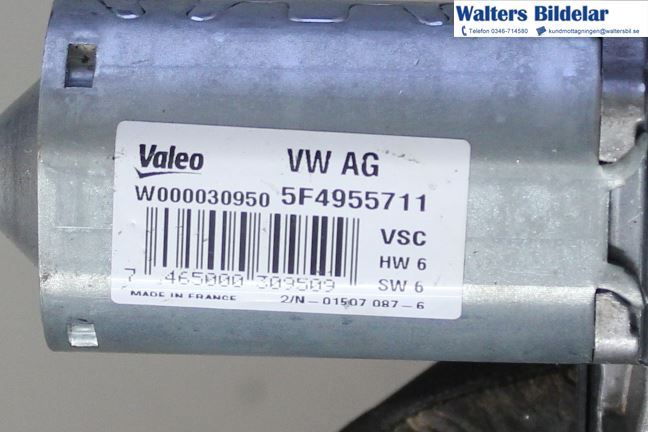 Walters Bildelar
Telefon 0346-714580 kundmottagningen@waltersbil.se
Valeo VW AG
W000030950 5F4955711
VSC
HW 6
7 465000 309509 SW 6
MADE IN FRANCE 2/N - 01507 087 - 6